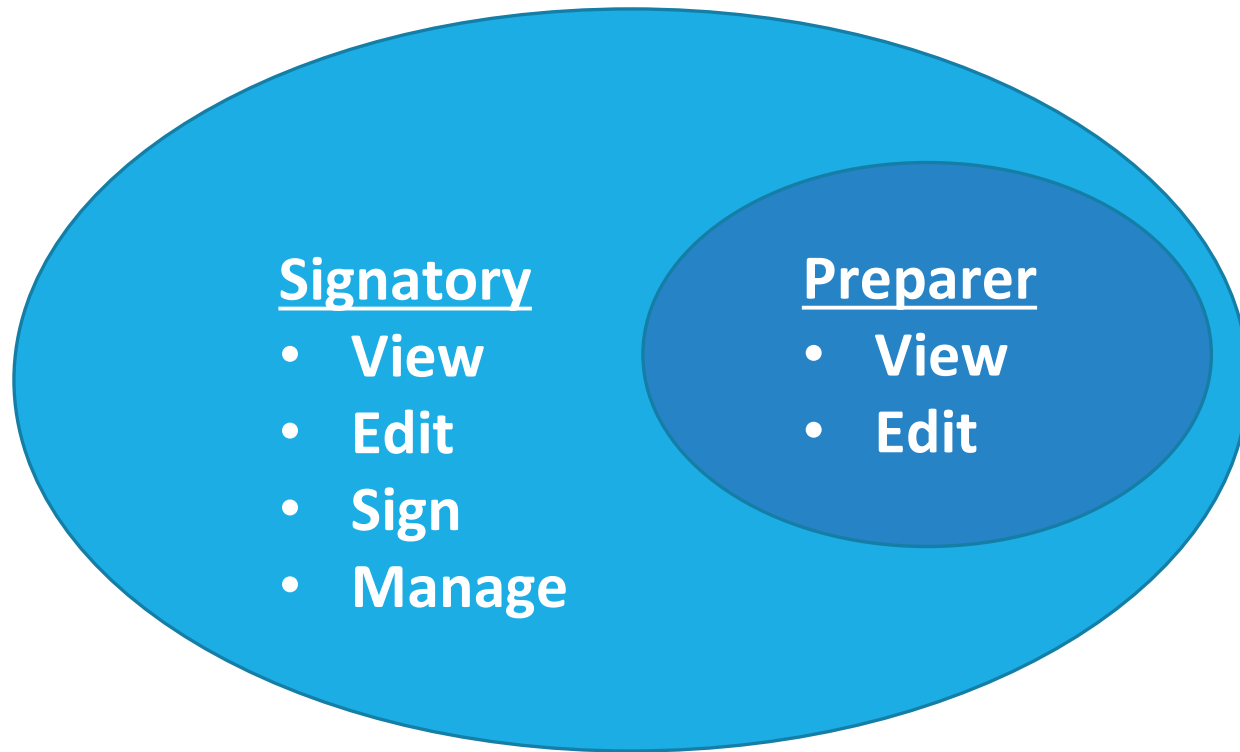 Signatory
• View
• Edit
• Sign
• Manage
Preparer
• View
• Edit